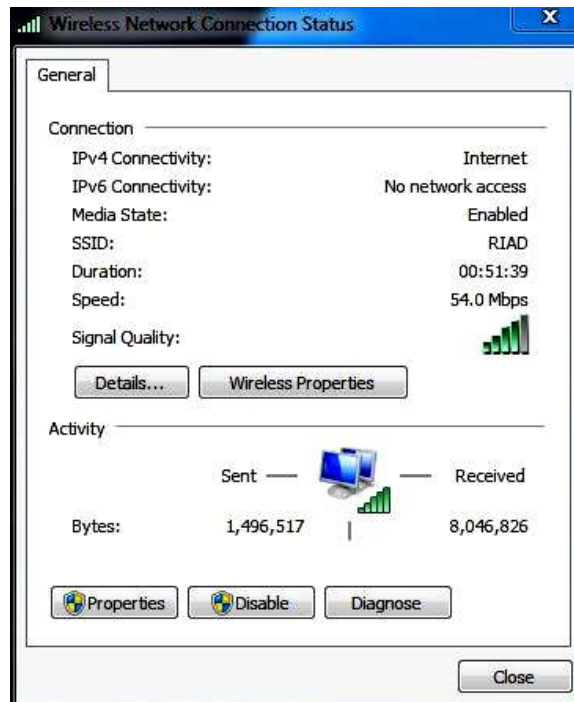 Wireless Network Connection Status
X
General
Connection
IPv4 Connectivity: Internet
IPv6 Connectivity: No network access
Media State: Enabled
SSID: RIAD
Duration: 00:51:39
Speed: 54.0 Mbps
Signal Quality:
Details... Wireless Properties
Activity
Sent Received
Bytes: 1,496,517 8,046,826
Properties Disable Diagnose
Close